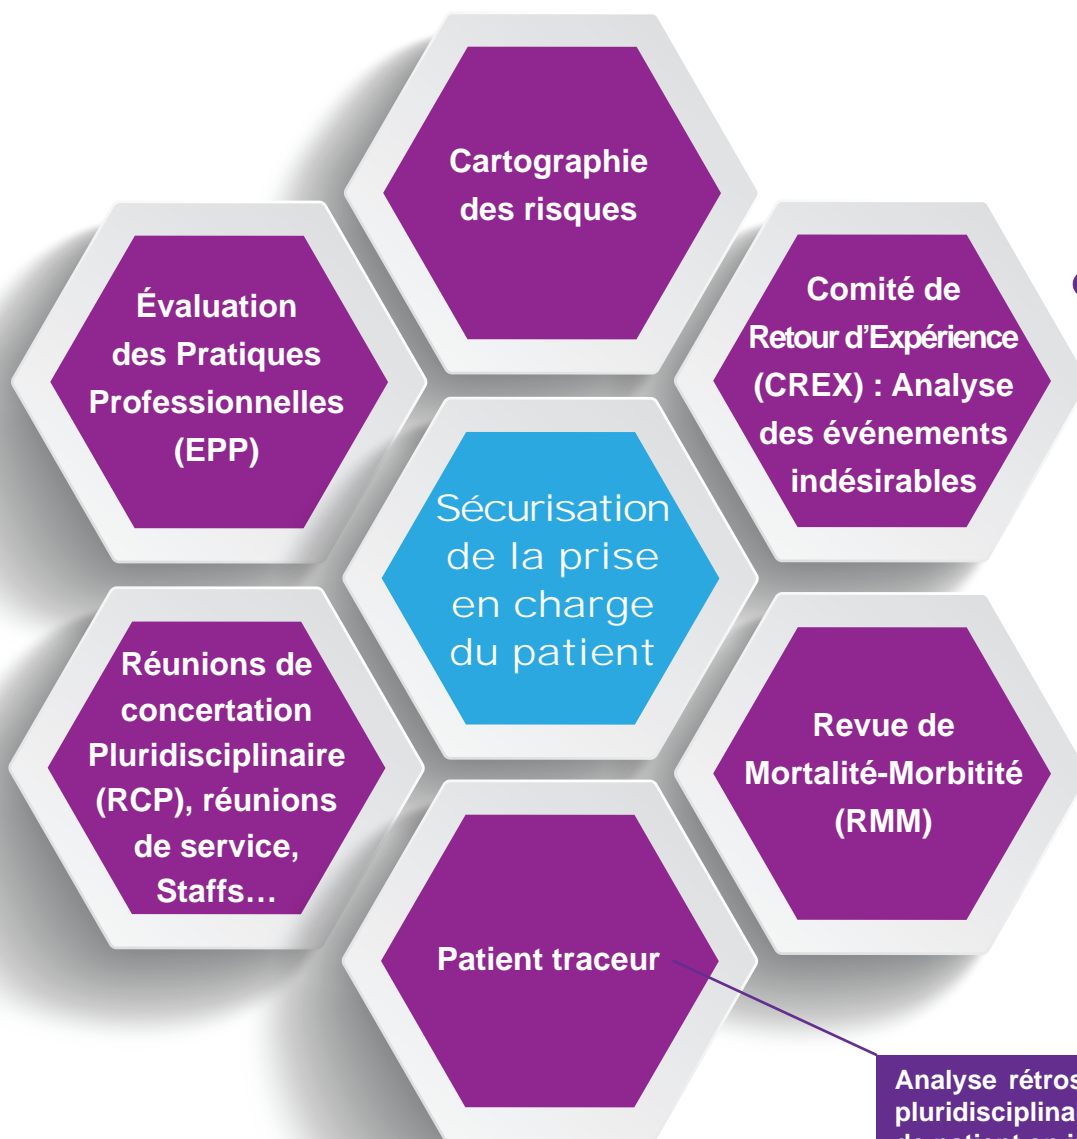 Cartographie
des risques
Évaluation
des Pratiques
Professionnelles
(EPP)
Comité de
Retour d’Expérience
(CREX) : Analyse
des événements
indésirables
Sécurisation
de la prise
en charge
du patient
Réunions de
concertation
Pluridisciplinaire
(RCP), réunions
de service,
Staffs…
Revue de
Mortalité-Morbitité
(RMM)
Patient traceur
Analyse